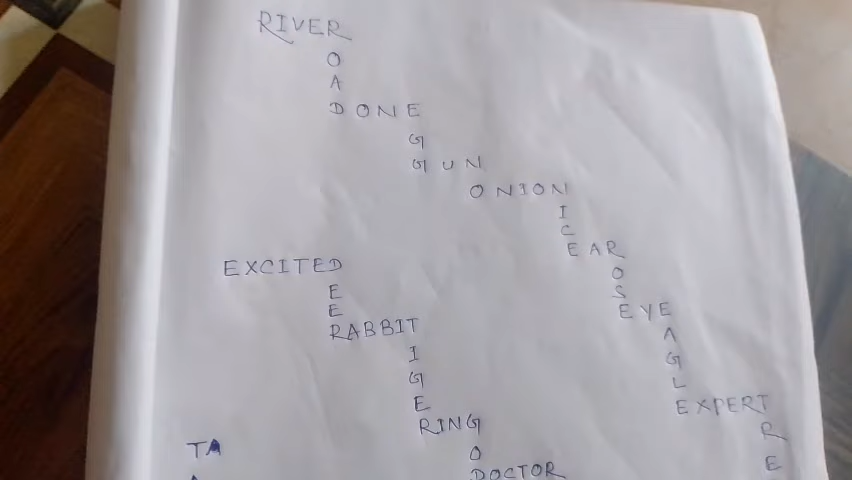 RIVER
O
A
DONE
G
GUN
ONION
I
C
EAR
EXCITED O
E S
E EYE
RABBIT A
I G
G L
E EXPERT
RING R
TA O E
DOCTOR